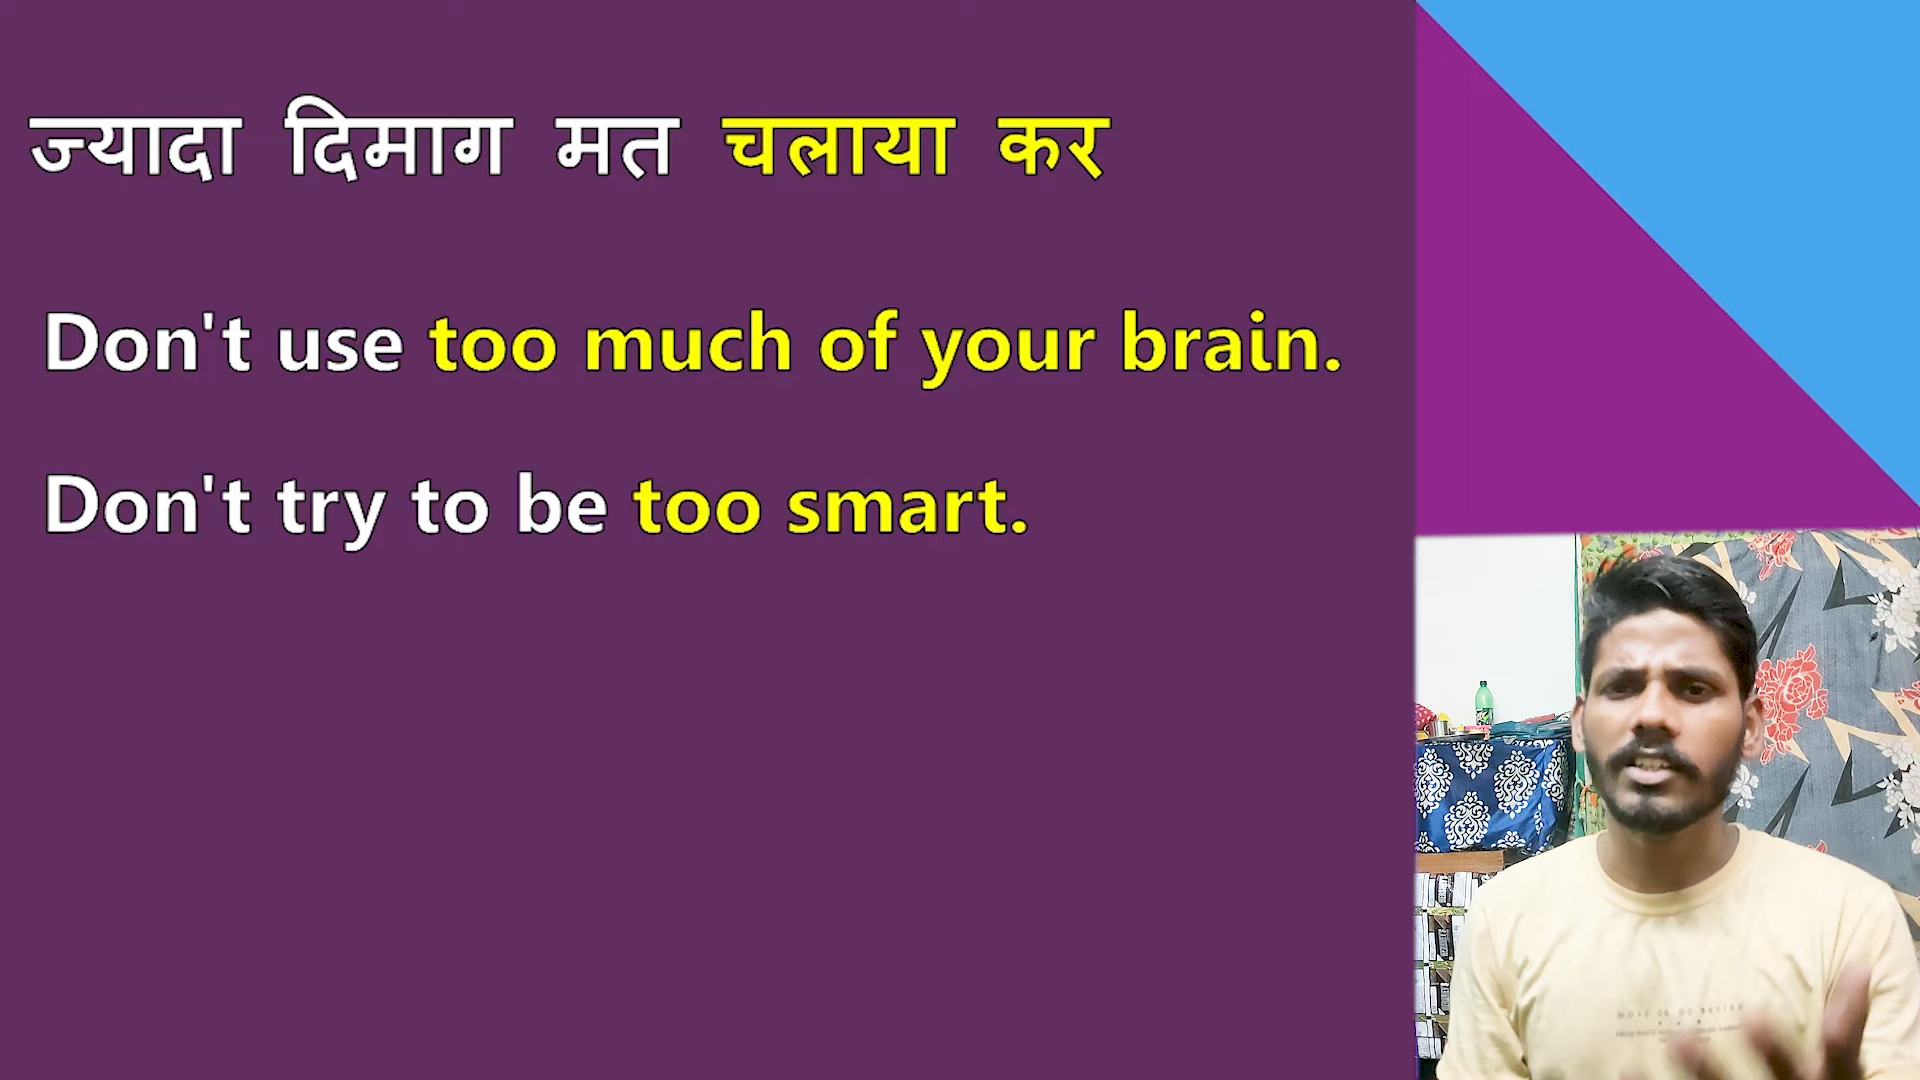 ज्यादा दिमाग मत चलाया कर
Don't use too much of your brain.
Don't try to be too smart.